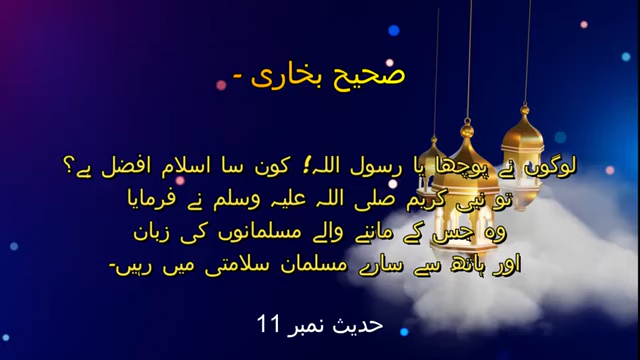 صحیح بخاری -
لوگوں نے پوچھا یا رسول اللہ! کون سا اسلام افضل ہے؟
تو نبی کریم صلی اللہ علیہ وسلم نے فرمایا
وہ جس کے ماننے والے مسلمانوں کی زبان
اور ہاتھ سے سارے مسلمان سلامتی میں رہیں-
حدیث نمبر 11